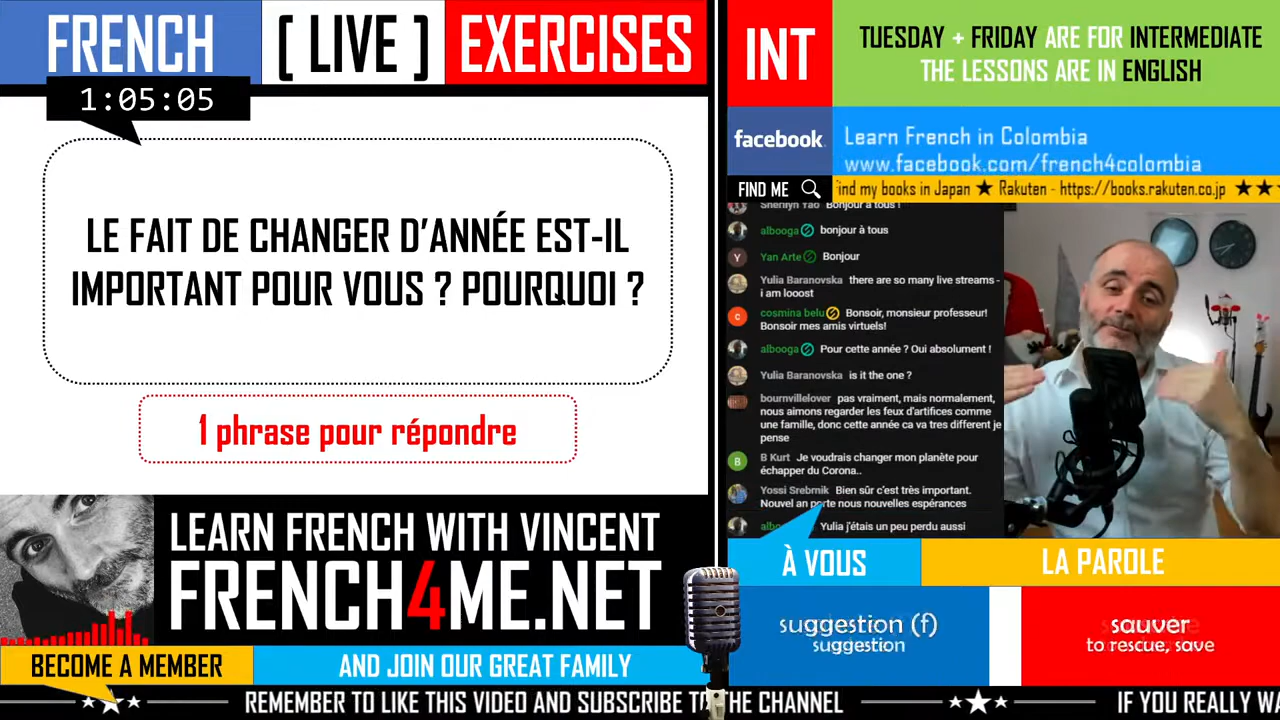 FRENCH [ LIVE ] EXERCISES
1:05:05
LE FAIT DE CHANGER D'ANNÉE EST-IL
IMPORTANT POUR VOUS ? POURQUOI ?
1 phrase pour répondre
LEARN FRENCH WITH VINCENT
FRENCH4ME.NET
BECOME A MEMBER
AND JOIN OUR GREAT FAMILY
INT
TUESDAY + FRIDAY ARE FOR INTERMEDIATE
THE LESSONS ARE IN ENGLISH
facebook.
Learn French in Colombia
www.facebook.com/french4colombia
FIND ME
find my books in Japan ★ Rakuten - https://books.rakuten.co.jp ★ ★ ★
Sherilyn Yao Bonjour à tous !
albooga bonjour à tous
Y Yan Arte Bonjour
Yulia Baranovska there are so many live streams -
i am looost
c cosmina belu Bonsoir, monsieur professeur!
Bonsoir mes amis virtuels!
albooga Pour cette année ? Oui absolument !
Yulia Baranovska is it the one ?
bournvillelover pas vraiment, mais normalement,
nous aimons regarder les feux d'artifices comme
une famille, donc cette année ca va tres different je
pense
B B Kurt Je voudrais changer mon planète pour
échapper du Corona..
Yossi Srebrnik Bien sûr c'est très important.
Nouvel an porte nous nouvelles espérances
Yulia j'étais un peu perdu aussi
À VOUS LA PAROLE
suggestion (f)
suggestion
sauver
to rescue, save
REMEMBER TO LIKE THIS VIDEO AND SUBSCRIBE TO THE CHANNEL
IF YOU REALLY